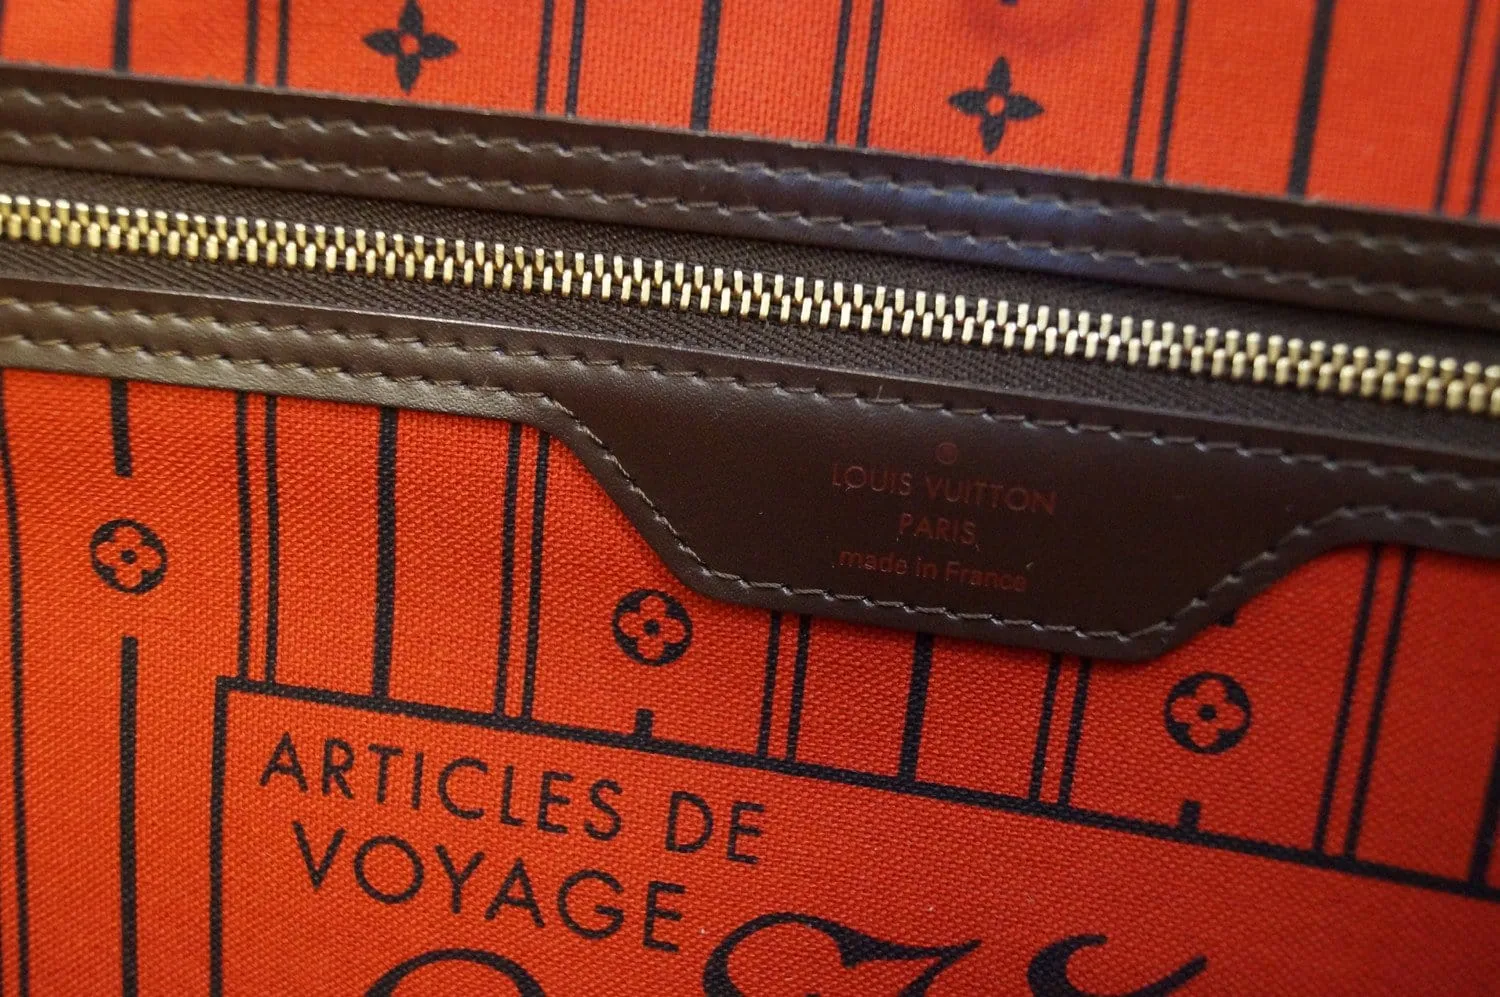 LOUIS VUITTON
PARIS
made in France
ARTICLES DE
VOYAGE